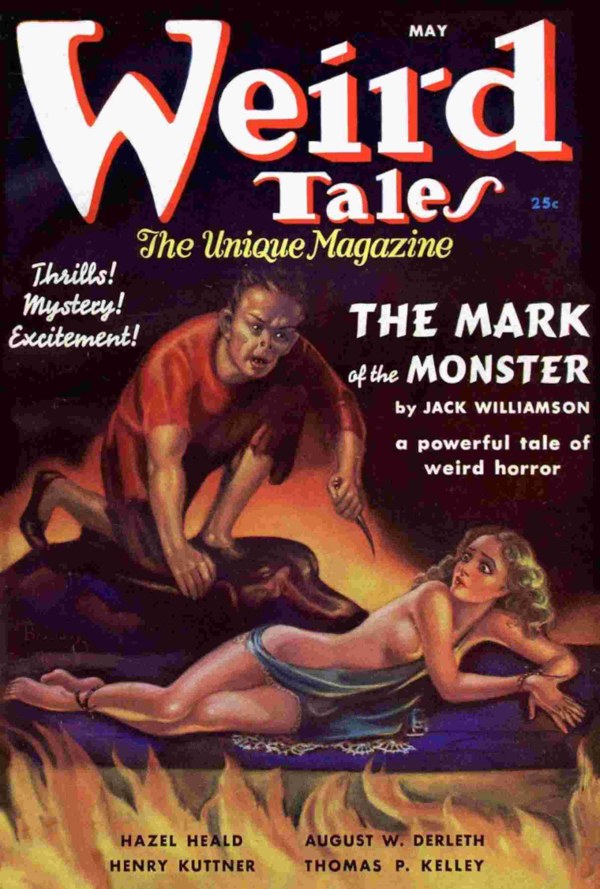 MAY
Weird
Tales
25c
The Unique Magazine
Thrills!
Mystery!
Excitement!
THE MARK
of the MONSTER
by JACK WILLIAMSON
a powerful tale of
weird horror
HAZEL HEALD AUGUST W. DERLETH
HENRY KUTTNER THOMAS P. KELLEY